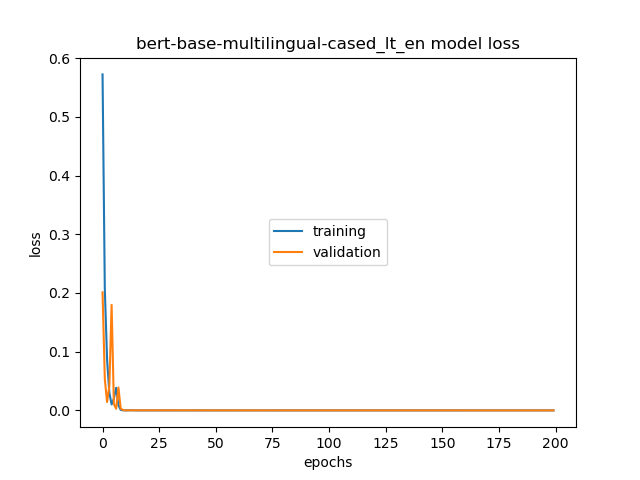 bert-base-multilingual-cased_lt_en model loss
0.6
0.5
0.4
0.3
0.2
0.1
0.0
loss
training
validation
0 25 50 75 100 125 150 175 200
epochs